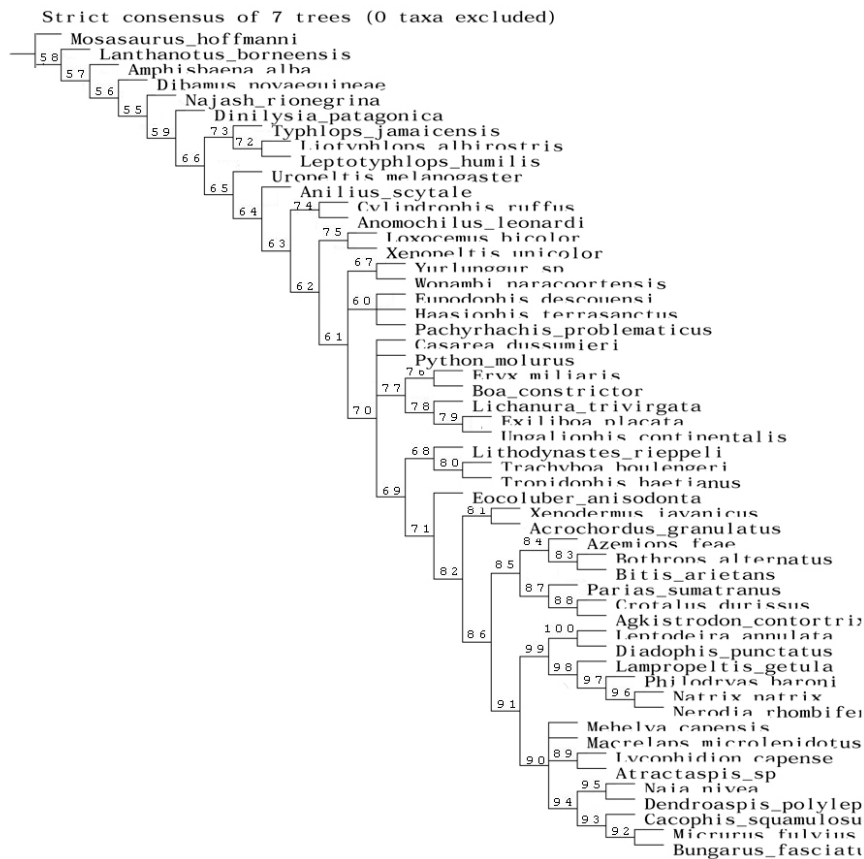 Strict consensus of 7 trees (0 taxa excluded)
Mosasaurus_hoffmanni
58
Lanthanotus_borneensis
57
Amphisbaena_alba
56
Dibamus_novaeguineae
55
Najash_rionegrina
59
Dinilysia_patagonica
73
Typhlops_jamaicensis
72
Liotyphlops_albirostris
66
Leptotyphlops_humilis
Uropeltis_melanogaster
65
Anilius_scytale
74
Cylindrophis_ruffus
64
Anomochilus_leonardi
75
Loxocemus_bicolor
63
Xenopeltis_unicolor
67
Yurlunggur_sp
62
Wonambi_naracoortensis
60
Eupodophis_descouensi
Haasiophis_terrasanctus
Pachyrhachis_problematicus
61
Casarea_dussumieri
Python_molurus
76
Eryx_miliaris
77
Boa_constrictor
78
Lichanura_trivirgata
70
79
Exiliboa_placata
Ungaliophis_continentalis
68
Lithodynastes_rieppeli
80
Trachyboa_boulengeri
Tropidophis_haetianus
69
Eocoluber_anisodonta
81
Xenodermus_javanicus
71
Acrochordus_granulatus
84
Azemiops_feae
83
Bothrops_alternatus
85
82
Bitis_arietans
87
Parias_sumatranus
88
Crotalus_durissus
Agkistrodon_contortrix
86
100
Leptodeira_annulata
99
Diadophis_punctatus
98
Lampropeltis_getula
97
Philodryas_baroni
96
Natrix_natrix
91
Nerodia_rhombifer
Mehelya_capensis
Macrelaps_microlepidotus
90
89
Lycophidion_capense
Atractaspis_sp
95
Naja_nivea
94
Dendroaspis_polylep
93
Cacophis_squamulosu
92
Micrurus_fulvius
Bungarus_fasciatu